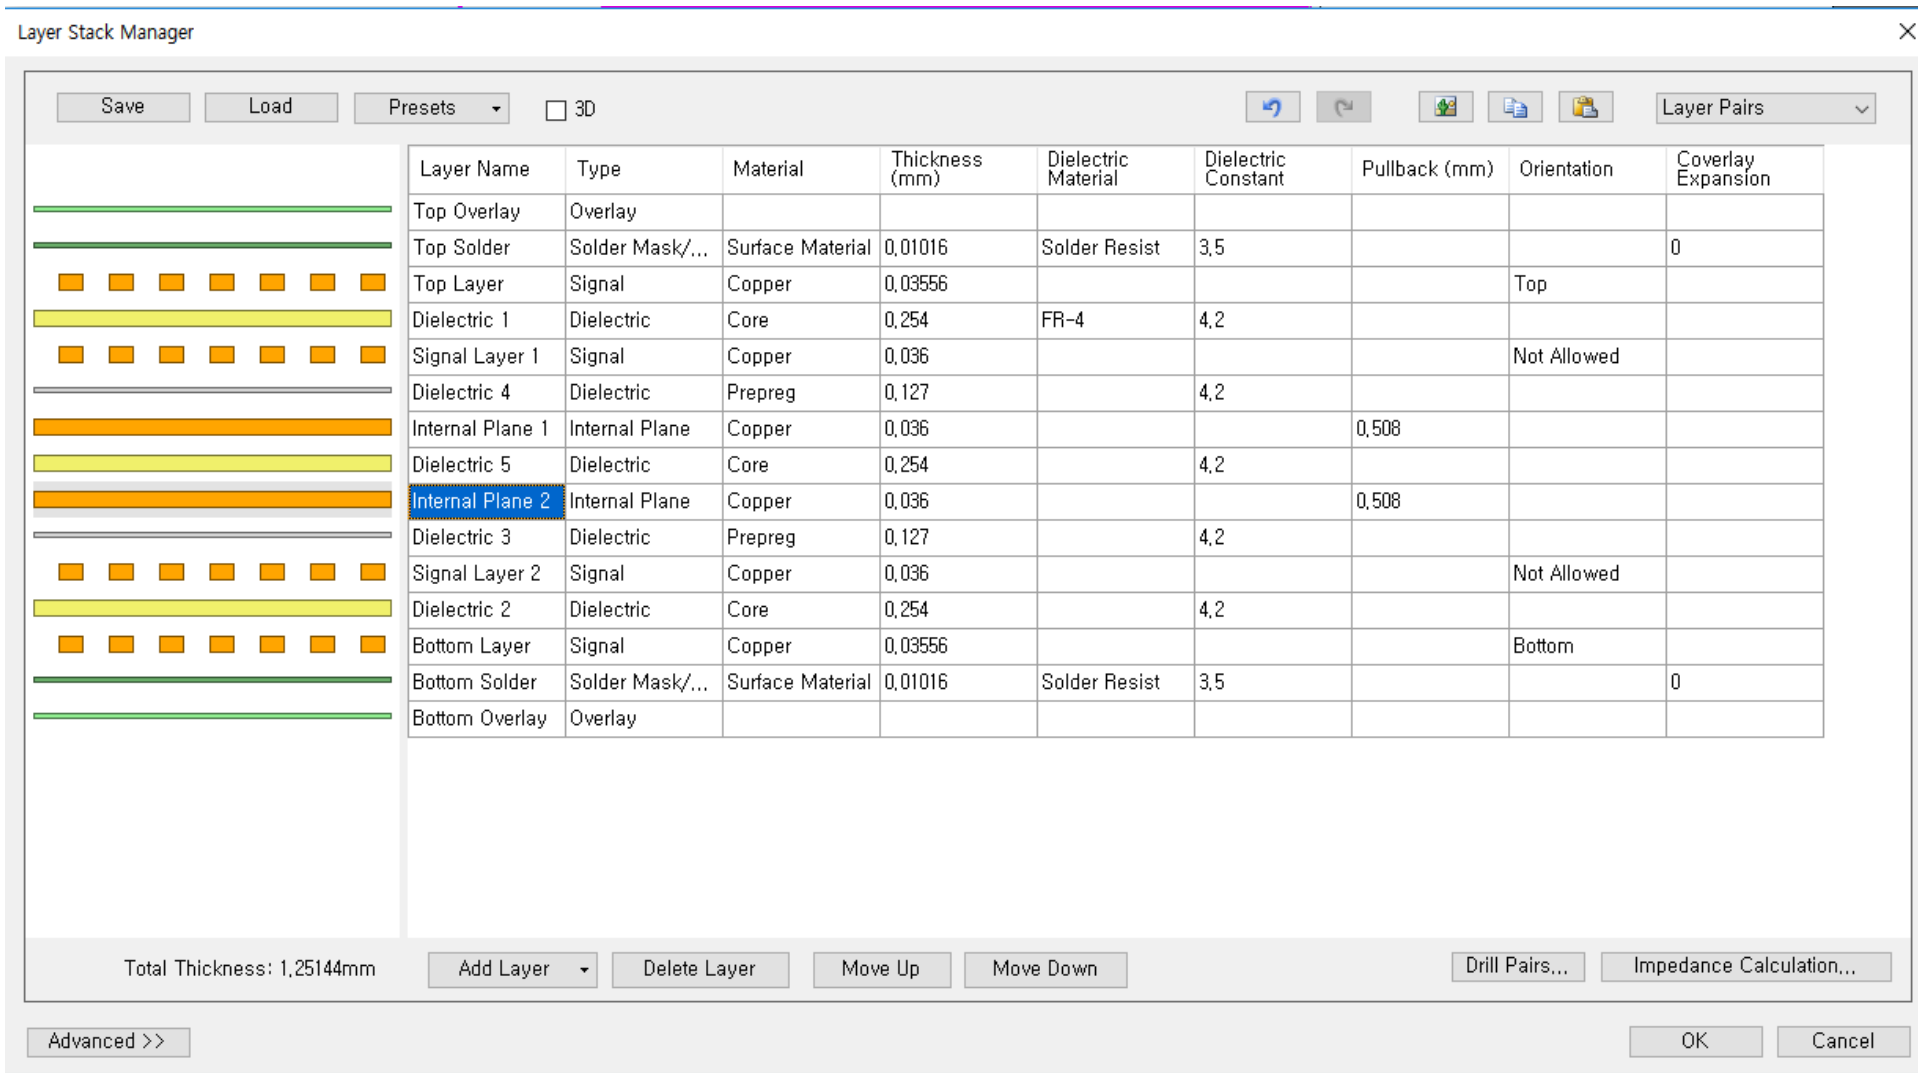 Layer Stack Manager
Save Load Presets 3D Layer Pairs
Layer Name Type Material Thickness (mm) Dielectric Material Dielectric Constant Pullback (mm) Orientation Coverlay Expansion
Top Overlay Overlay
Top Solder Solder Mask/... Surface Material 0,01016 Solder Resist 3,5 0
Top Layer Signal Copper 0,03556 Top
Dielectric 1 Dielectric Core 0,254 FR-4 4,2
Signal Layer 1 Signal Copper 0,036 Not Allowed
Dielectric 4 Dielectric Prepreg 0,127 4,2
Internal Plane 1 Internal Plane Copper 0,036 0,508
Dielectric 5 Dielectric Core 0,254 4,2
Internal Plane 2 Internal Plane Copper 0,036 0,508
Dielectric 3 Dielectric Prepreg 0,127 4,2
Signal Layer 2 Signal Copper 0,036 Not Allowed
Dielectric 2 Dielectric Core 0,254 4,2
Bottom Layer Signal Copper 0,03556 Bottom
Bottom Solder Solder Mask/... Surface Material 0,01016 Solder Resist 3,5 0
Bottom Overlay Overlay
Total Thickness: 1,25144mm Add Layer Delete Layer Move Up Move Down Drill Pairs... Impedance Calculation...
Advanced >> OK Cancel